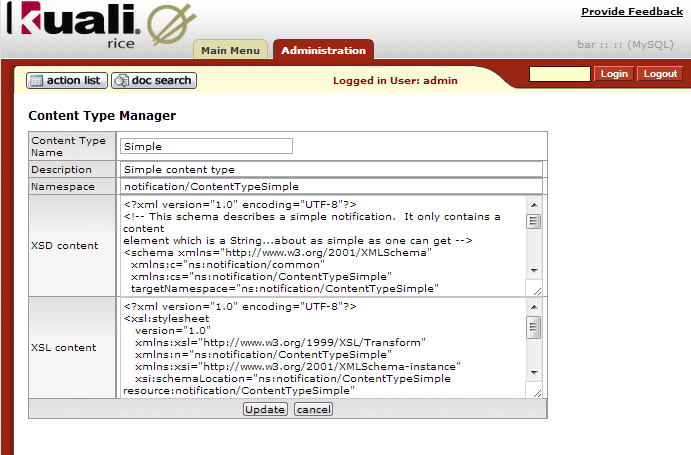 Kuali®
rice
Provide Feedback
Main Menu
Administration
bar :: :: (MySQL)
action list
doc search
Logged in User: admin
Login
Logout
Content Type Manager
Content Type Name
Simple
Description
Simple content type
Namespace
notification/ContentTypeSimple
XSD content
<?xml version="1.0" encoding="UTF-8"?>
<!-- This schema describes a simple notification.  It only contains a
content
element which is a String...about as simple as one can get -->
<schema xmlns="http://www.w3.org/2001/XMLSchema"
xmlns:c="ns:notification/common"
xmlns:cs="ns:notification/ContentTypeSimple"
targetNamespace="ns:notification/ContentTypeSimple"
XSL content
<?xml version="1.0" encoding="UTF-8"?>
<xsl:stylesheet
version="1.0"
xmlns:xsl="http://www.w3.org/1999/XSL/Transform"
xmlns:n="ns:notification/ContentTypeSimple"
xmlns:xsi="http://www.w3.org/2001/XMLSchema-instance"
xsi:schemaLocation="ns:notification/ContentTypeSimple
resource:notification/ContentTypeSimple"
Update
cancel